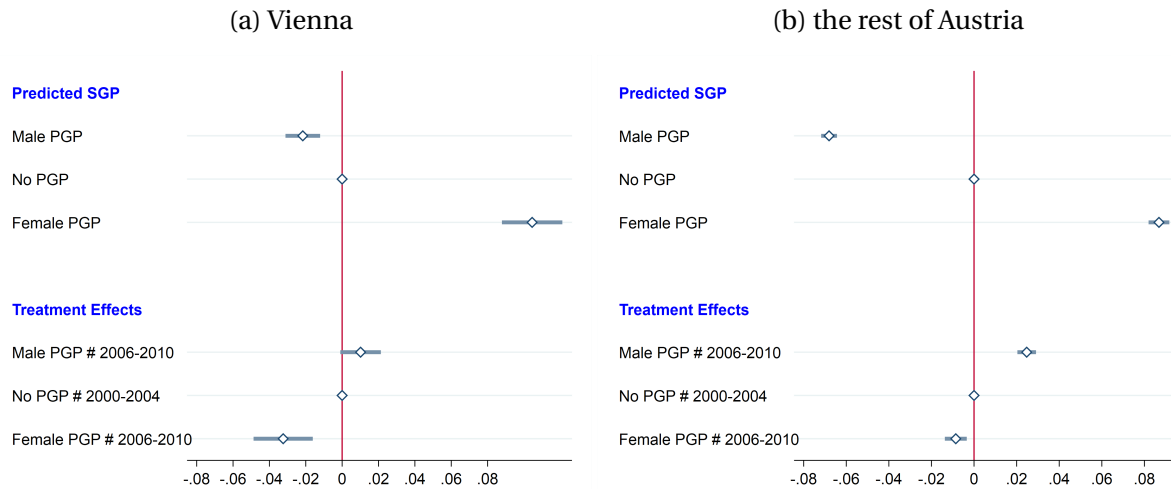 (a) Vienna
Predicted SGP
Male PGP
No PGP
Female PGP
Treatment Effects
Male PGP # 2006-2010
No PGP # 2000-2004
Female PGP # 2006-2010
-.08 -.06 -.04 -.02 0 .02 .04 .06 .08
(b) the rest of Austria
Predicted SGP
Male PGP
No PGP
Female PGP
Treatment Effects
Male PGP # 2006-2010
No PGP # 2000-2004
Female PGP # 2006-2010
-.08 -.06 -.04 -.02 0 .02 .04 .06 .08